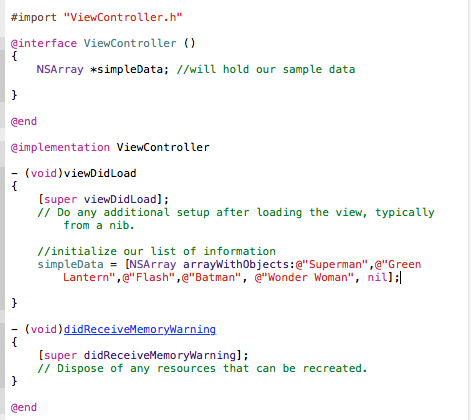 #import "ViewController.h"
@interface ViewController ()
{
NSArray *simpleData; //will hold our sample data
}
@end
@implementation ViewController
- (void)viewDidLoad
{
[super viewDidLoad];
// Do any additional setup after loading the view, typically
from a nib.
//initialize our list of information
simpleData = [NSArray arrayWithObjects:@"Superman",@"Green
Lantern",@"Flash",@"Batman", @"Wonder Woman", nil];
}
- (void)didReceiveMemoryWarning
{
[super didReceiveMemoryWarning];
// Dispose of any resources that can be recreated.
}
@end